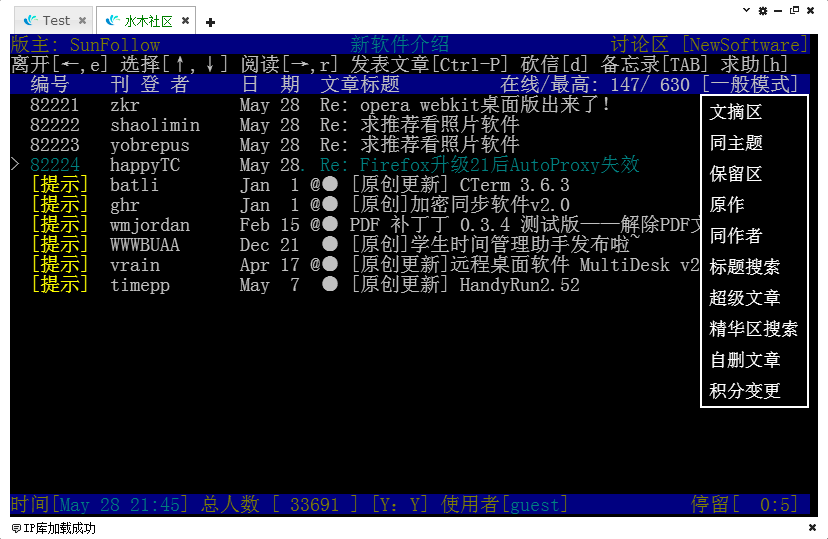 Test 水木社区
版主: SunFollow 新软件介绍 讨论区 [NewSoftware]
离开[←,e] 选择[↑,↓] 阅读[→,r] 发表文章[Ctrl-P] 砍信[d] 备忘录[TAB] 求助[h]
编号 刊 登 者 日 期 文章标题 在线/最高: 147/ 630 [一般模式]
82221 zkr May 28 Re: opera webkit桌面版出来了!
82222 shaolimin May 28 Re: 求推荐看照片软件
82223 yobrepus May 28 Re: 求推荐看照片软件
> 82224 happyTC May 28. Re: Firefox升级21后AutoProxy失效
[提示] batli Jan 1 @● [原创更新] CTerm 3.6.3
[提示] ghr Jan 1 @● [原创]加密同步软件v2.0
[提示] wmjordan Feb 15 @● PDF 补丁丁 0.3.4 测试版——解除PDF文
[提示] WWWBUAA Dec 21 ● [原创]学生时间管理助手发布啦~
[提示] vrain Apr 17 @● [原创更新]远程桌面软件 MultiDesk v2
[提示] timepp May 7 ● [原创更新] HandyRun2.52
文摘区
同主题
保留区
原作
同作者
标题搜索
超级文章
精华区搜索
自删文章
积分变更
时间[May 28 21:45] 总人数 [ 33691 ] [Y: Y] 使用者[guest] 停留[ 0:5]
IP库加载成功